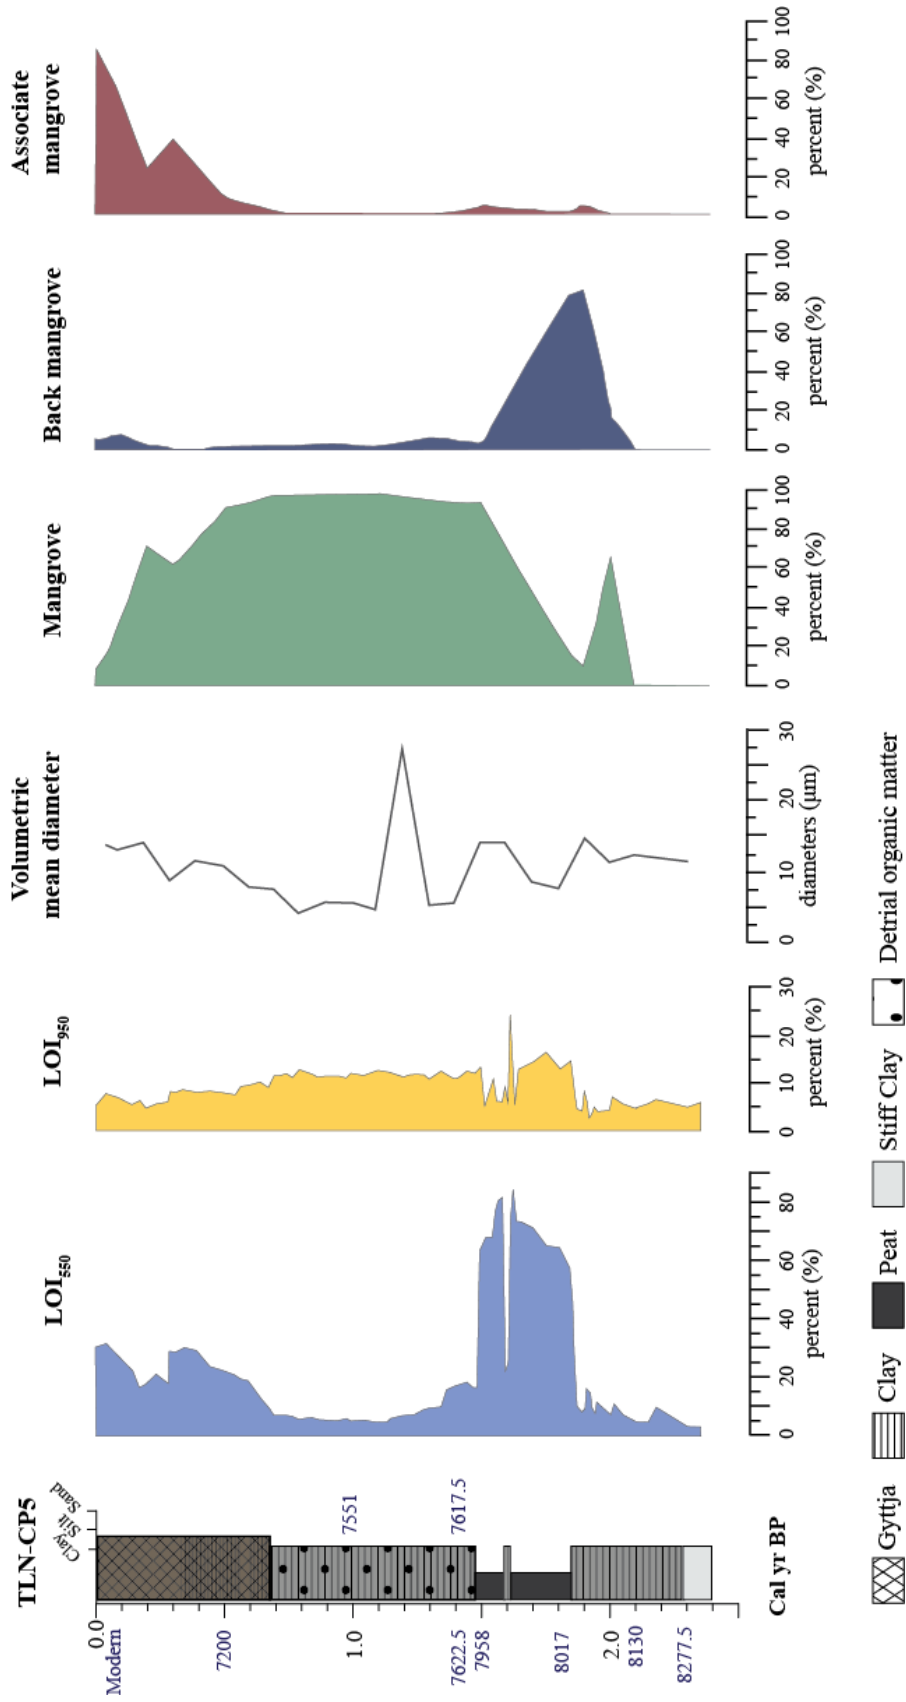 TLN-CP5
Clay
Silt
Sand
0.0
1.0
2.0
Modern
7200
7551
7617.5
7622.5
7958
8017
8130
8277.5
Cal yr BP
LOI550
0 20 40 60 80
percent (%)
LOI950
0 10 20 30
percent (%)
Volumetric
mean diameter
0 10 20 30
diameters (μm)
Mangrove
0 20 40 60 80 100
percent (%)
Back mangrove
0 20 40 60 80 100
percent (%)
Associate
mangrove
0 20 40 60 80 100
percent (%)
Gyttja Clay Peat Stiff Clay Detrial organic matter